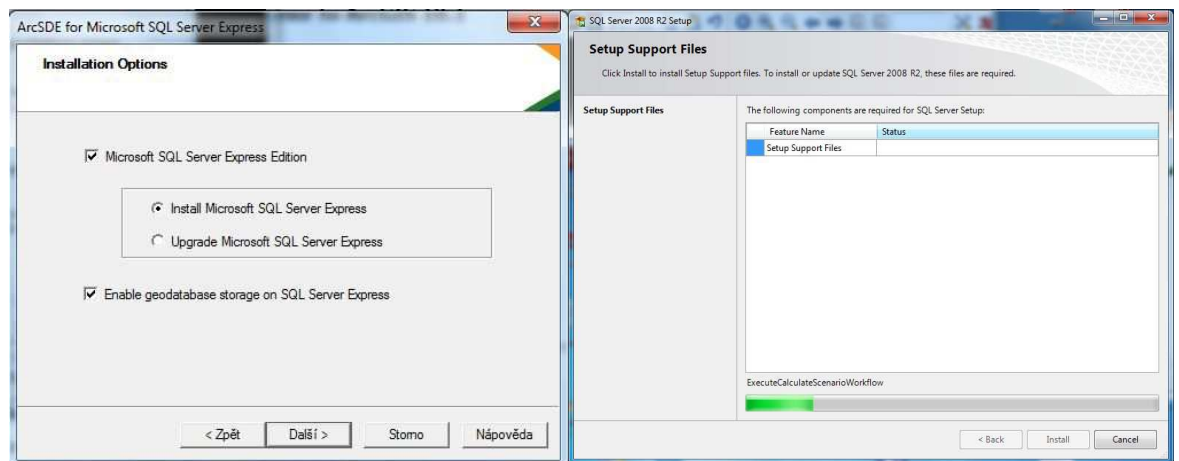 ArcSDE for Microsoft SQL Server Express
Installation Options
Microsoft SQL Server Express Edition
Install Microsoft SQL Server Express
Upgrade Microsoft SQL Server Express
Enable geodatabase storage on SQL Server Express
< Zpět
Další >
Storno
Nápověda
SQL Server 2008 R2 Setup
Setup Support Files
Click Install to install Setup Support files. To install or update SQL Server 2008 R2, these files are required.
Setup Support Files
The following components are required for SQL Server Setup:
Feature Name Status
Setup Support Files
ExecuteCalculateScenarioWorkflow
< Back
Install
Cancel